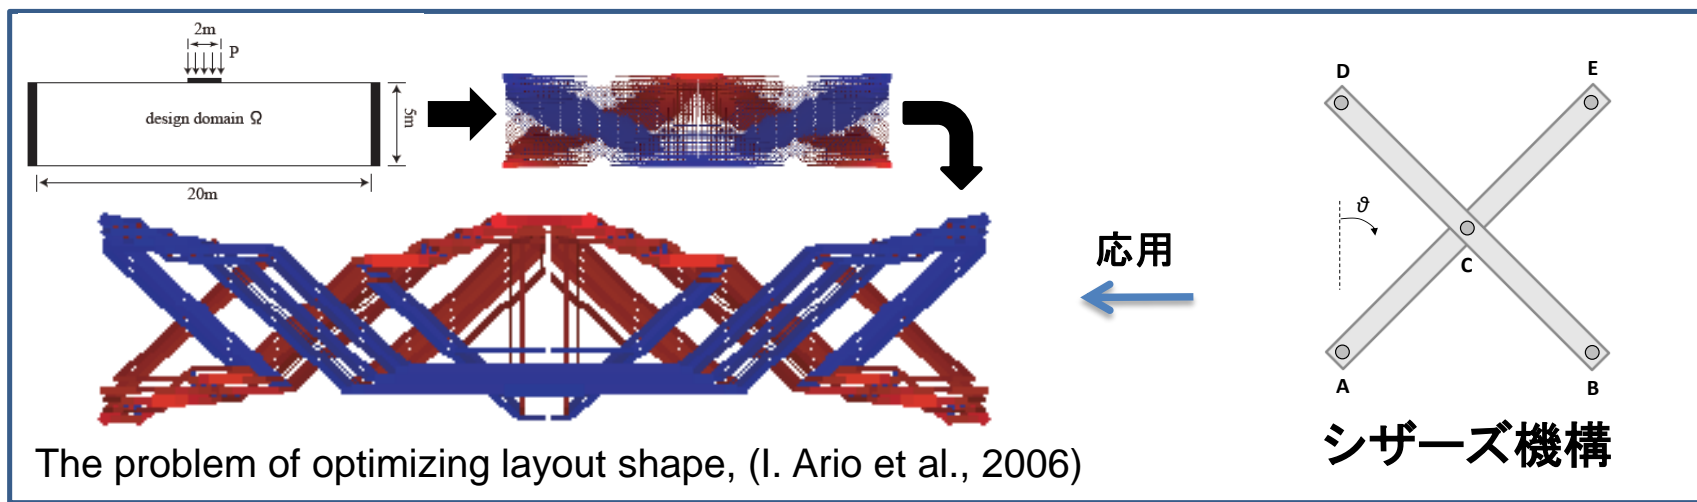 2m
P
design domain Ω
5m
20m
応用
D
E
ϑ
C
A
B
シザーズ機構
The problem of optimizing layout shape, (I. Ario et al., 2006)